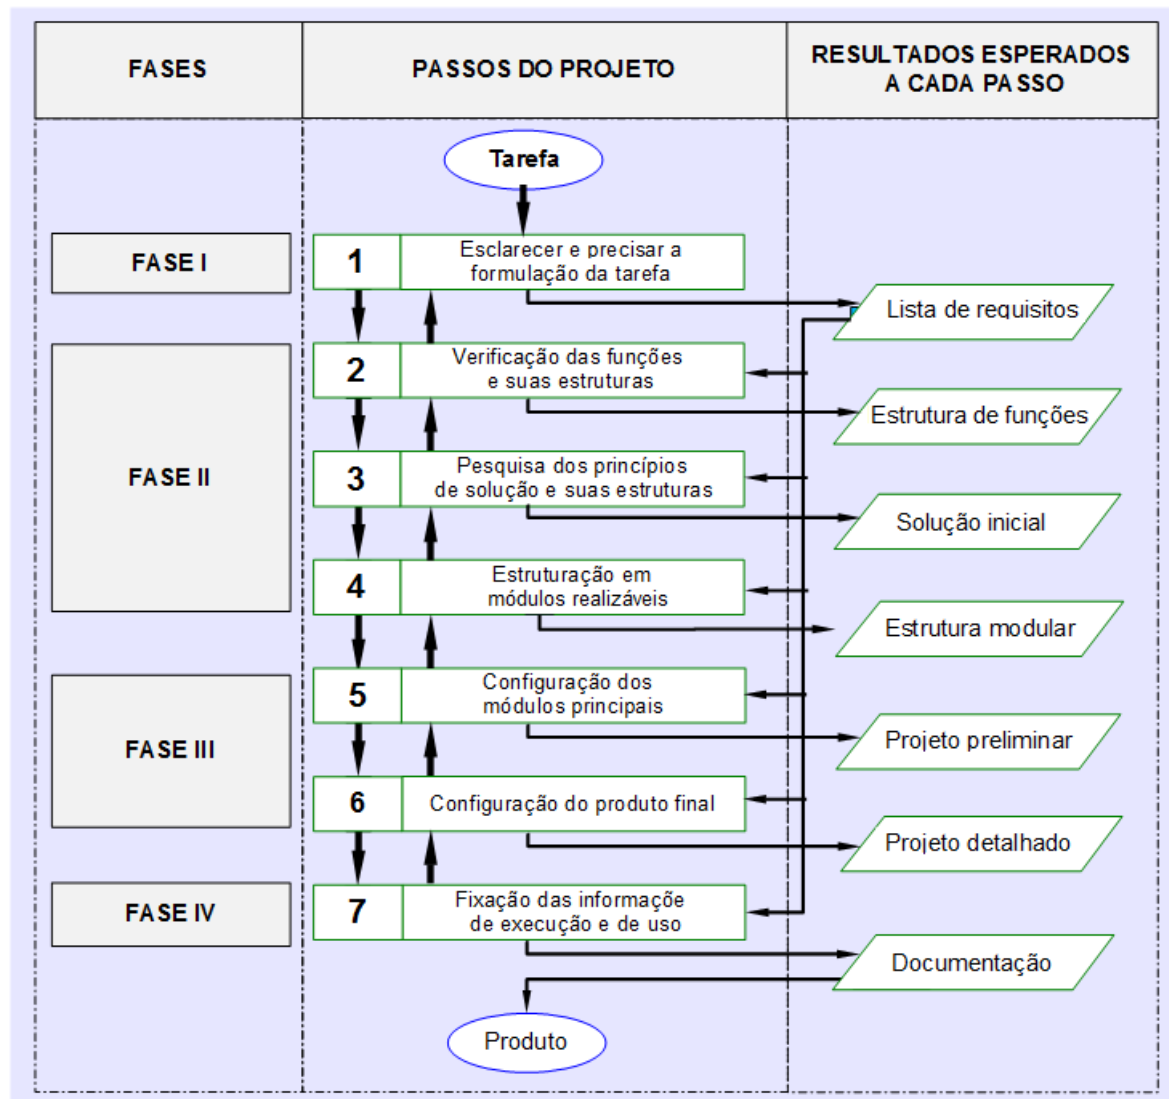 FASES
PASSOS DO PROJETO
RESULTADOS ESPERADOS
A CADA PASSO
Tarefa
FASE I
1
Esclarecer e precisar a
formulação da tarefa
Lista de requisitos
FASE II
2
Verificação das funções
e suas estruturas
Estrutura de funções
3
Pesquisa dos princípios
de solução e suas estruturas
Solução inicial
4
Estruturação em
módulos realizáveis
Estrutura modular
FASE III
5
Configuração dos
módulos principais
Projeto preliminar
6
Configuração do produto final
Projeto detalhado
FASE IV
7
Fixação das informaçõe
de execução e de uso
Documentação
Produto